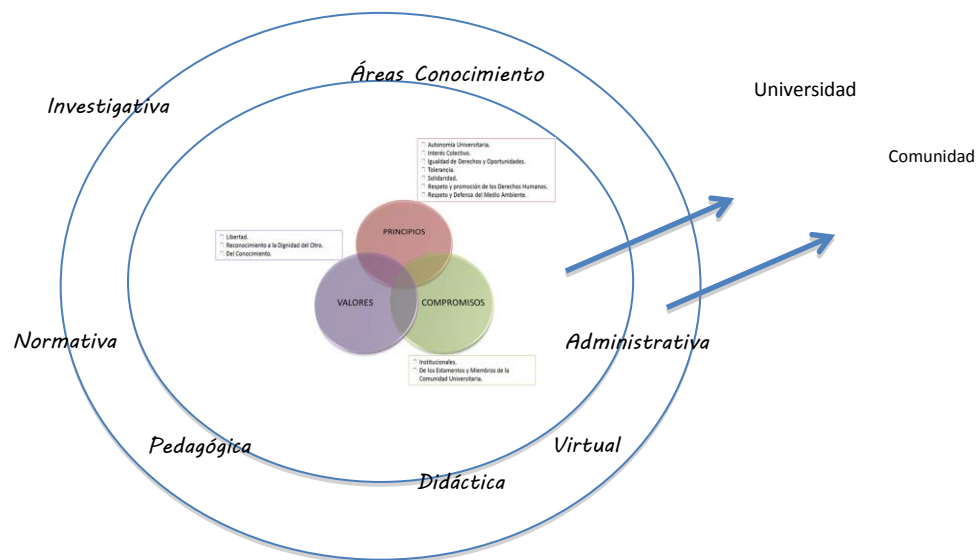 Áreas Conocimiento
Universidad
Investigativa
Comunidad
Autonomía Universitaria.
Interés Colectivo.
Igualdad de Derechos y Oportunidades.
Tolerancia.
Solidaridad.
Respeto y promoción de los Derechos Humanos.
Respeto y Defensa del Medio Ambiente.
PRINCIPIOS
Libertad.
Reconocimiento a la Dignidad del Otro.
Del Conocimiento.
VALORES
COMPROMISOS
Normativa
Administrativa
Institucionales.
De los Estamentos y Miembros de la
Comunidad Universitaria.
Pedagógica
Virtual
Didáctica